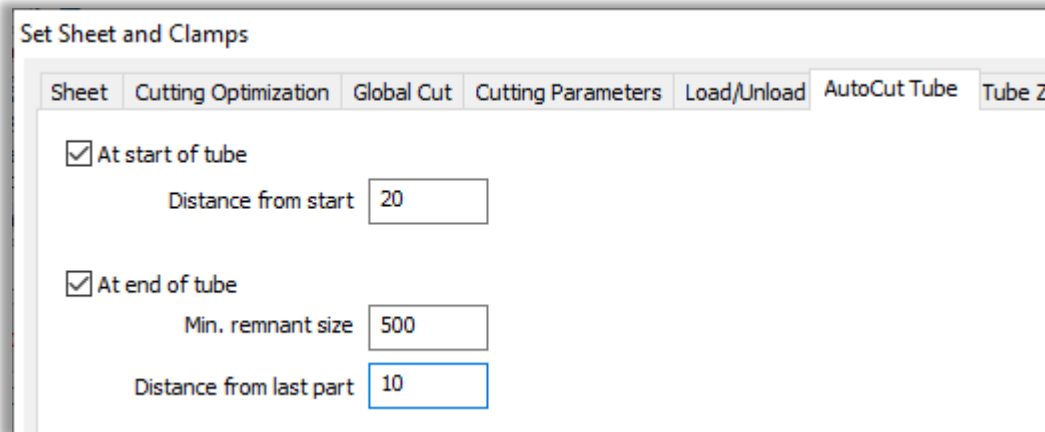 Set Sheet and Clamps
Sheet Cutting Optimization Global Cut Cutting Parameters Load/Unload AutoCut Tube Tube Z
At start of tube
Distance from start 20
At end of tube
Min. remnant size 500
Distance from last part 10